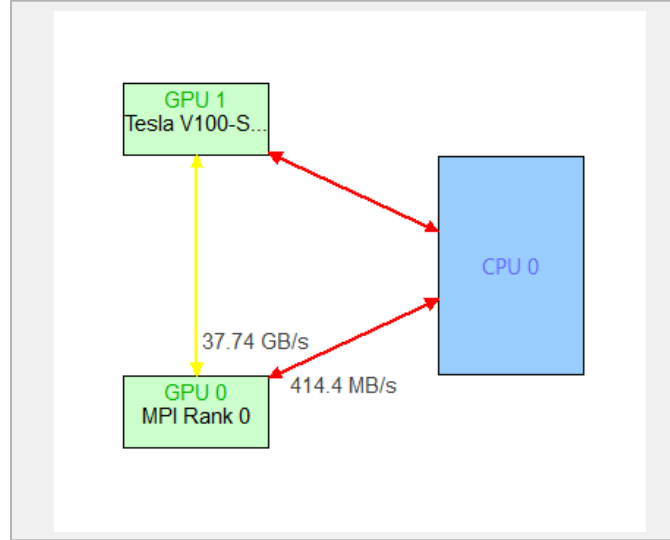 GPU 1
Tesla V100-S...
CPU 0
37.74 GB/s
414.4 MB/s
GPU 0
MPI Rank 0